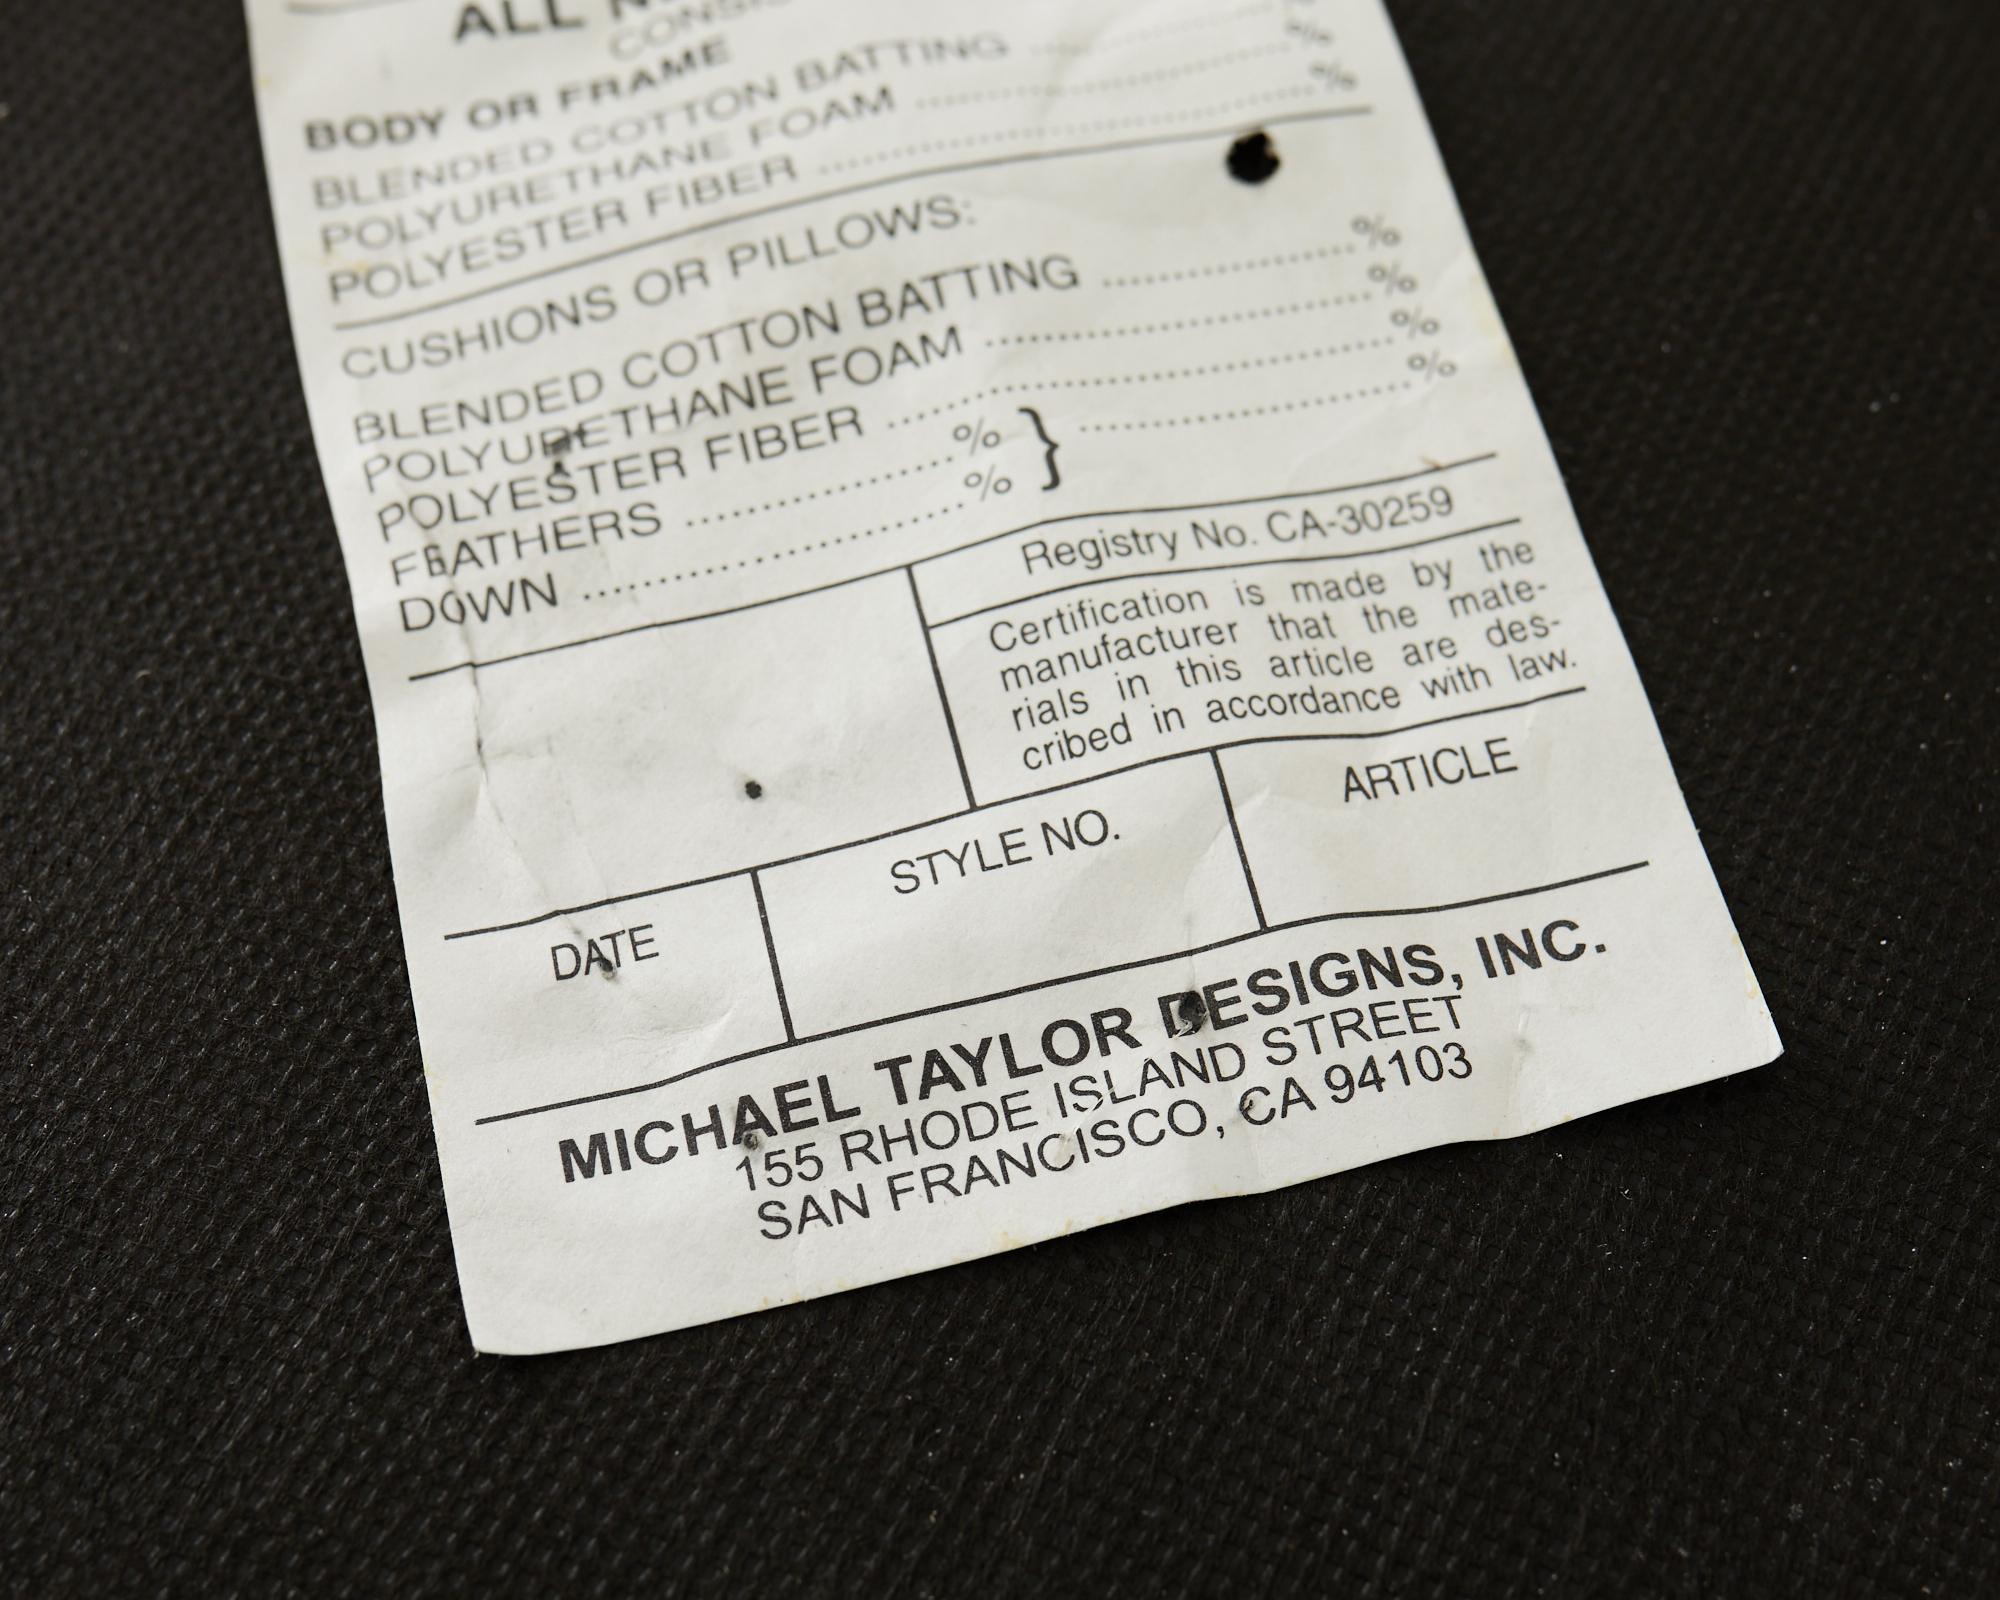 ALL
CONSIS
BODY OR FRAME
BLENDED COTTON BATTING ........ %
POLYURETHANE FOAM ........ %
POLYESTER FIBER ........ %
CUSHIONS OR PILLOWS:
BLENDED COTTON BATTING ........ %
POLYURETHANE FOAM ........ %
POLYESTER FIBER ........ %
FEATHERS ........ % } ........ %
DOWN ........ %
Registry No. CA-30259
Certification is made by the
manufacturer that the mate-
rials in this article are des-
cribed in accordance with law.
DATE
STYLE NO.
ARTICLE
MICHAEL TAYLOR DESIGNS, INC.
155 RHODE ISLAND STREET
SAN FRANCISCO, CA 94103